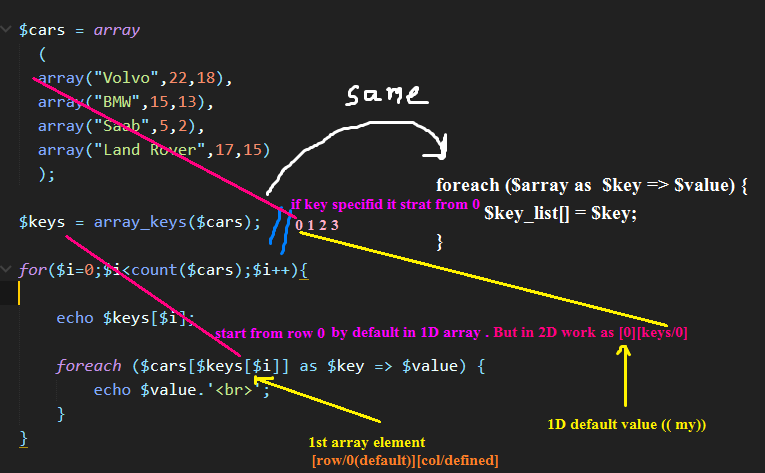 $cars = array
(
array("Volvo",22,18),
array("BMW",15,13),
array("Saab",5,2),
array("Land Rover",17,15)
);
same
foreach ($array as $key => $value) {
$key_list[] = $key;
}
if key specifid it strat from 0
$keys = array_keys($cars);
0 1 2 3
for($i=0;$i<count($cars);$i++){
echo $keys[$i];
start from row 0 by default in 1D array . But in 2D work as [0][keys/0]
foreach ($cars[$keys[$i]] as $key => $value) {
echo $value.'<br>';
}
}
1D default value (( my))
1st array element
[row/0(default)][col/defined]